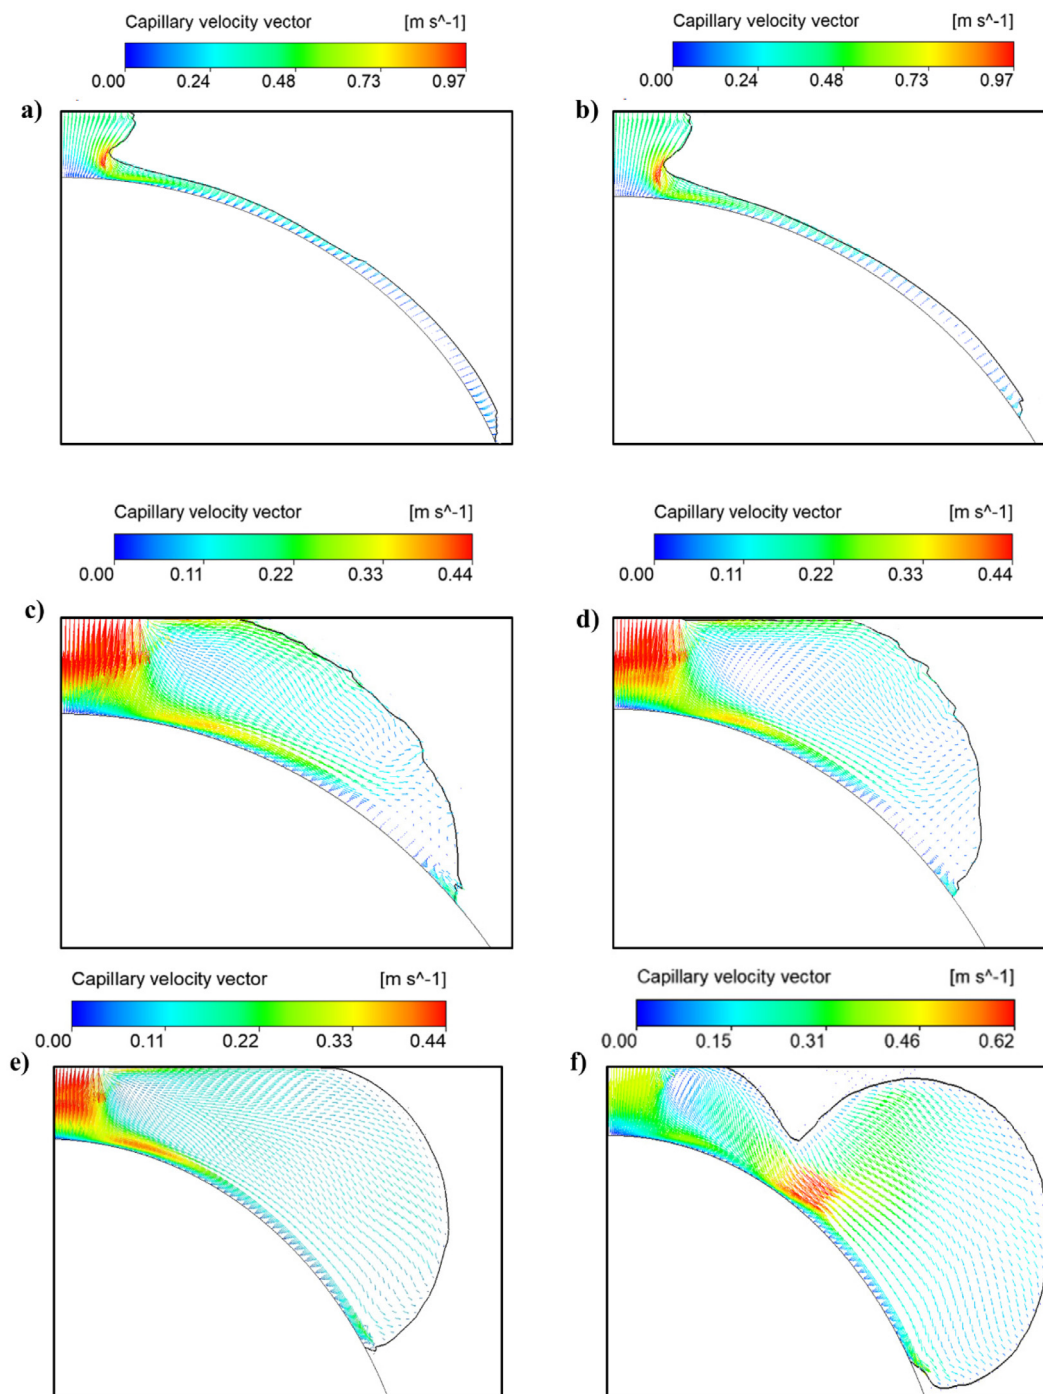 Capillary velocity vector [m s^-1]
0.00 0.24 0.48 0.73 0.97
a)
Capillary velocity vector [m s^-1]
0.00 0.24 0.48 0.73 0.97
b)
Capillary velocity vector [m s^-1]
0.00 0.11 0.22 0.33 0.44
c)
Capillary velocity vector [m s^-1]
0.00 0.11 0.22 0.33 0.44
d)
Capillary velocity vector [m s^-1]
0.00 0.11 0.22 0.33 0.44
e)
Capillary velocity vector [m s^-1]
0.00 0.15 0.31 0.46 0.62
f)